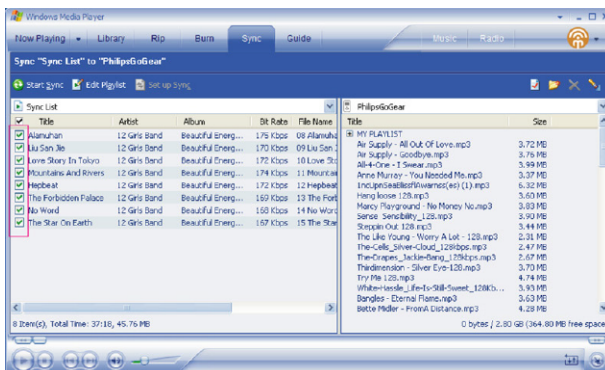 Windows Media Player
Now Playing Library Rip Burn Sync Guide Music Radio
Sync "Sync List" to "PhilipsGoGear"
Start Sync Edit Playlist Set up Sync
Sync List PhilipsGoGear
Title Artist Album Bit Rate File Name Title Size
Alamuhan 12 Girls Band Beautiful Energ... 175 Kbps 08 Alamuha
Liu San Jie 12 Girls Band Beautiful Energ... 170 Kbps 09 Liu San J
Love Story In Tokyo 12 Girls Band Beautiful Energ... 172 Kbps 10 Love Sto
Mountains And Rivers 12 Girls Band Beautiful Energ... 174 Kbps 11 Mountain
Hepbeat 12 Girls Band Beautiful Energ... 172 Kbps 12 Hepbeat
The Forbidden Palace 12 Girls Band Beautiful Energ... 169 Kbps 13 The Forb
No Word 12 Girls Band Beautiful Energ... 168 Kbps 14 No Word
The Star On Earth 12 Girls Band Beautiful Energ... 167 Kbps 15 The Star
MY PLAYLIST
Air Supply - All Out Of Love.mp3 3.72 MB
Air Supply - Goodbye.mp3 3.76 MB
All-4-One - I Swear.mp3 3.99 MB
Anne Murray - You Needed Me.mp3 3.37 MB
(1).mp3 6.32 MB
Hang loose 128.mp3 3.60 MB
Marcy Playground - No Money No.mp3 3.83 MB
Sense_Sensibility_128.mp3 3.90 MB
Steppin Out 128.mp3 3.44 MB
The Like Young - Worry A Lot - 128.mp3 2.31 MB
The-Cells_Silver-Cloud_128kbps.mp3 2.47 MB
The-Drapes_Jackie-Bang_128kbps.mp3 2.67 MB
Thirdimension - Silver Eye-128.mp3 3.70 MB
Try Me 128.mp3 4.74 MB
White-Hassle_Life-Is-Still-Sweet_128Kb... 3.93 MB
Bangles - Eternal Flame.mp3 3.63 MB
Bette Midler - From A Distance.mp3 4.28 MB
8 Item(s), Total Time: 37:18, 45.76 MB 0 bytes / 2.80 GB (364.80 MB free space